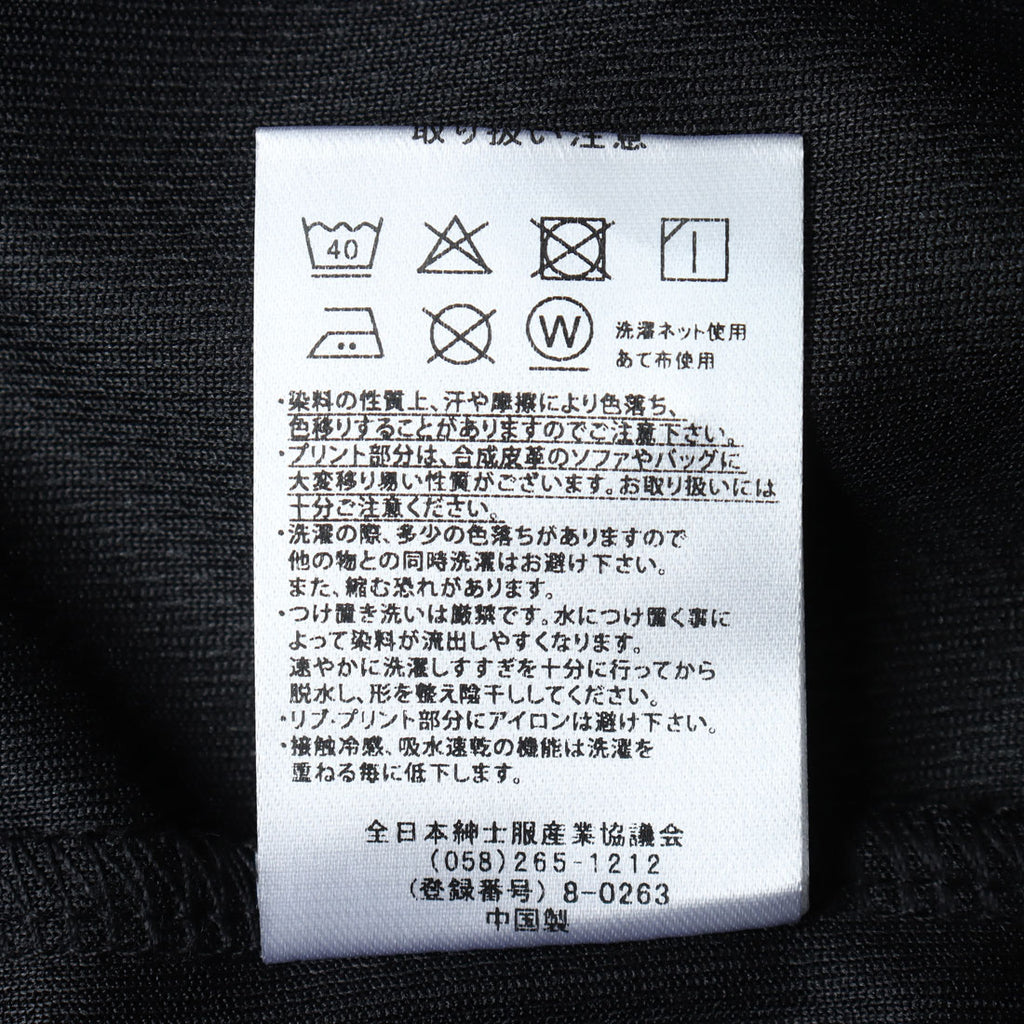 取り扱い注意
40
W
洗濯ネット使用
あて布使用
・染料の性質上、汗や摩擦により色落ち、
色移りすることがありますのでご注意下さい。
・プリント部分は、合成皮革のソファやバッグに
大変移り易い性質がございます。お取り扱いには
十分ご注意ください。
・洗濯の際、多少の色落ちがありますので
他の物との同時洗濯はお避け下さい。
また、縮む恐れがあります。
・つけ置き洗いは厳禁です。水につけ置く事に
よって染料が流出しやすくなります。
速やかに洗濯しすすぎを十分に行ってから
脱水し、形を整え陰干ししてください。
・リブ・プリント部分にアイロンは避け下さい。
・接触冷感、吸水速乾の機能は洗濯を
重ねる毎に低下します。
全日本紳士服産業協議会
(058)265-1212
(登録番号) 8-0263
中国製